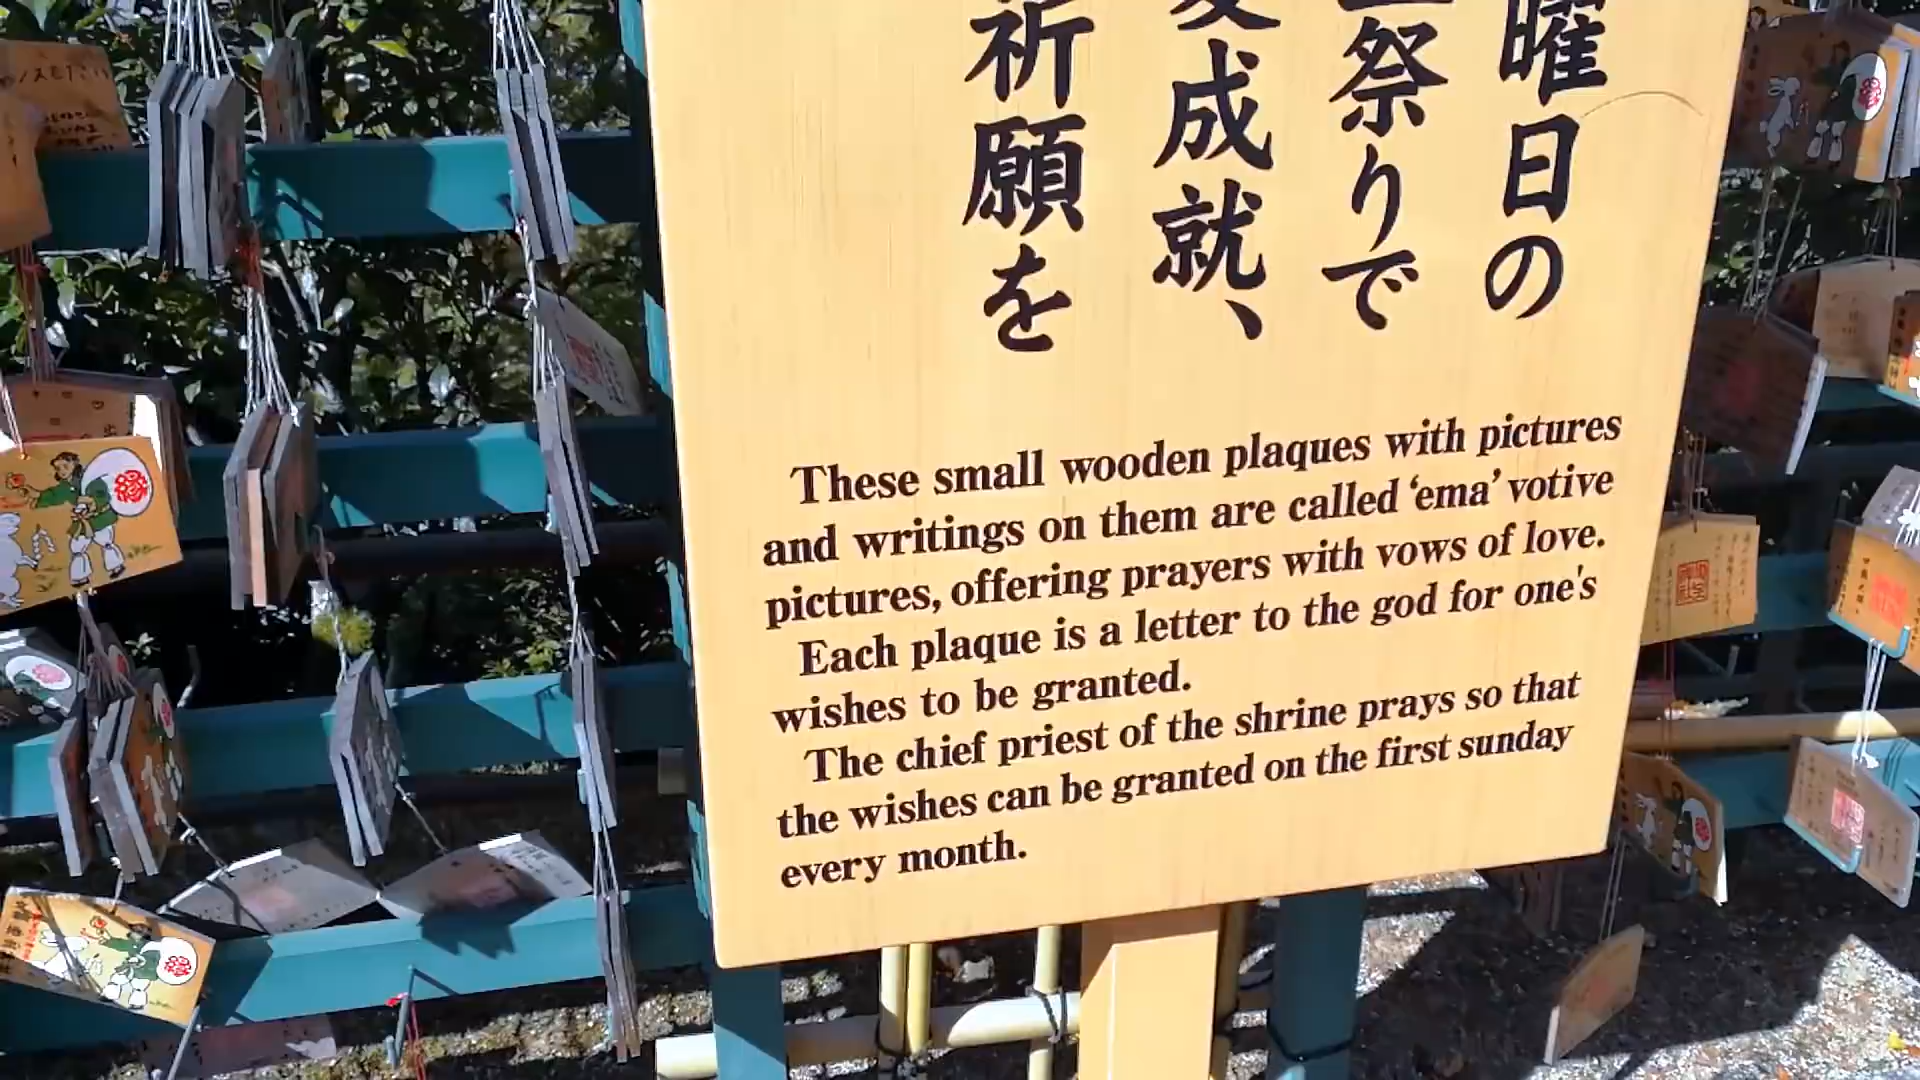 曜日の
祭りで
成就、
祈願を
These small wooden plaques with pictures
and writings on them are called ‘ema’ votive
pictures, offering prayers with vows of love.
Each plaque is a letter to the god for one's
wishes to be granted.
The chief priest of the shrine prays so that
the wishes can be granted on the first sunday
every month.